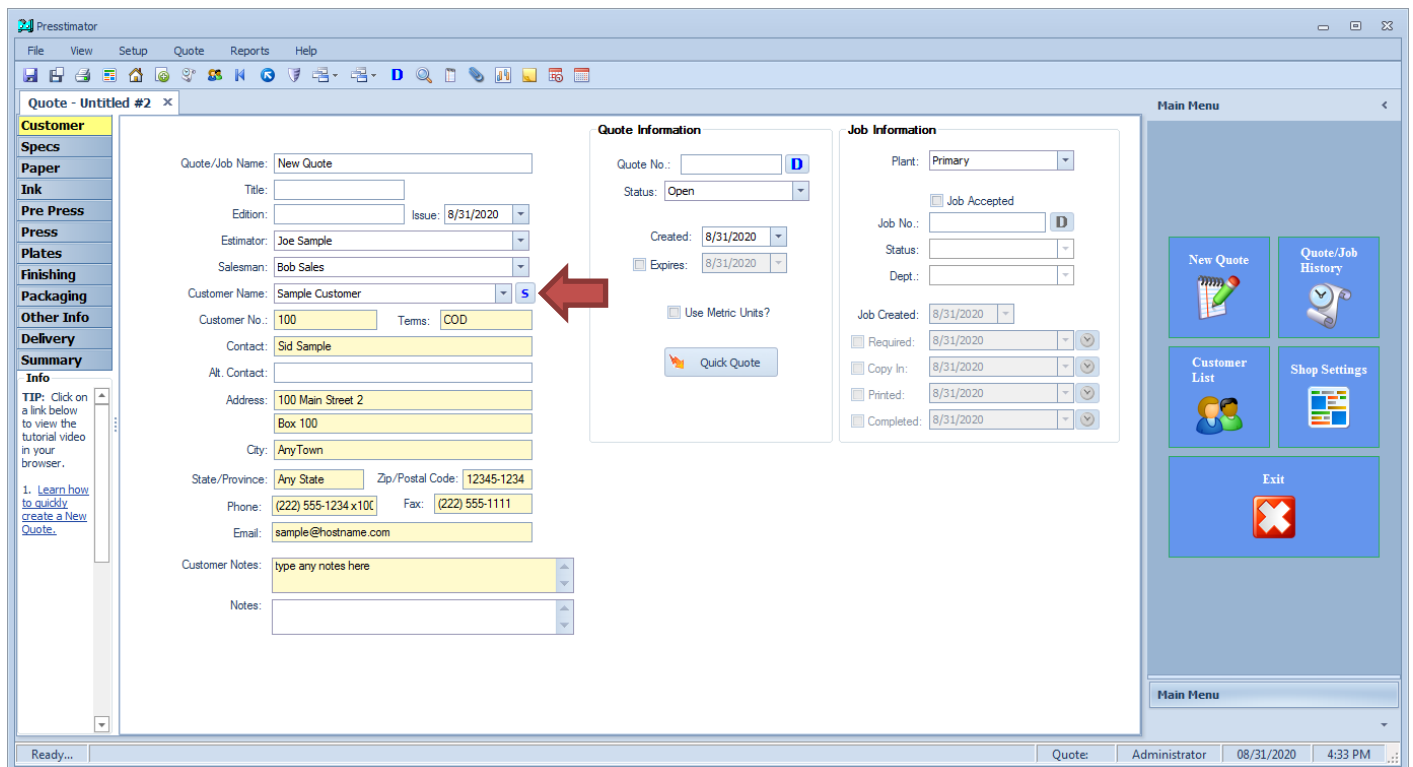 Presstimator
File View Setup Quote Reports Help
D
Quote - Untitled #2 ×
Customer
Specs
Paper
Ink
Pre Press
Press
Plates
Finishing
Packaging
Other Info
Delivery
Summary
Info
TIP: Click on
a link below
to view the
tutorial video
in your
browser.
1. Learn how
to quickly
create a New
Quote.
Quote/Job Name: New Quote
Title:
Edition: Issue: 8/31/2020
Estimator: Joe Sample
Salesman: Bob Sales
Customer Name: Sample Customer S
Customer No.: 100 Terms: COD
Contact: Sid Sample
Alt. Contact:
Address: 100 Main Street 2
Box 100
City: AnyTown
State/Province: Any State Zip/Postal Code: 12345-1234
Phone: (222) 555-1234 x100 Fax: (222) 555-1111
Email: sample@hostname.com
Customer Notes: type any notes here
Notes:
Quote Information
Quote No.: D
Status: Open
Created: 8/31/2020
Expires: 8/31/2020
Use Metric Units?
Quick Quote
Job Information
Plant: Primary
Job Accepted
Job No.: D
Status:
Dept.:
Job Created: 8/31/2020
Required: 8/31/2020
Copy In: 8/31/2020
Printed: 8/31/2020
Completed: 8/31/2020
Main Menu
New Quote
Quote/Job
History
Customer
List
Shop Settings
Exit
Main Menu
Ready... Quote: Administrator 08/31/2020 4:33 PM